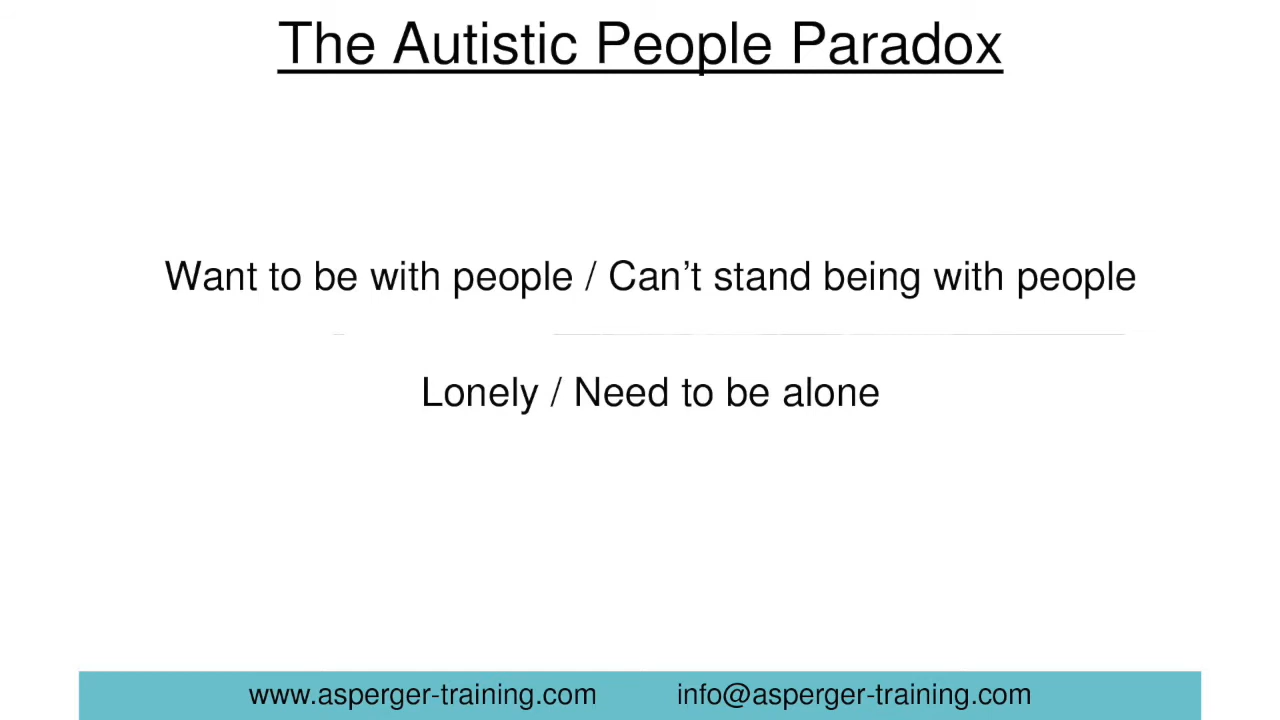 The Autistic People Paradox
Want to be with people / Can’t stand being with people
Lonely / Need to be alone
www.asperger-training.com info@asperger-training.com